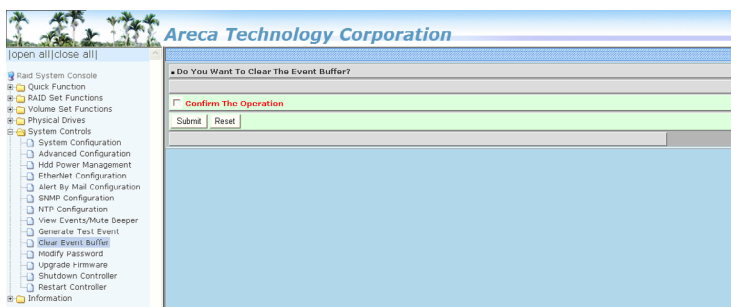 Areca Technology Corporation
|open all|close all|
Raid System Console
Quick Function
RAID Set Functions
Volume Set Functions
Physical Drives
System Controls
System Configuration
Advanced Configuration
Hdd Power Management
EtherNet Configuration
Alert By Mail Configuration
SNMP Configuration
NTP Configuration
View Events/Mute Beeper
Generate Test Event
Clear Event Buffer
Modify Password
Upgrade Firmware
Shutdown Controller
Restart Controller
Information
Do You Want To Clear The Event Buffer?
Confirm The Operation
Submit Reset